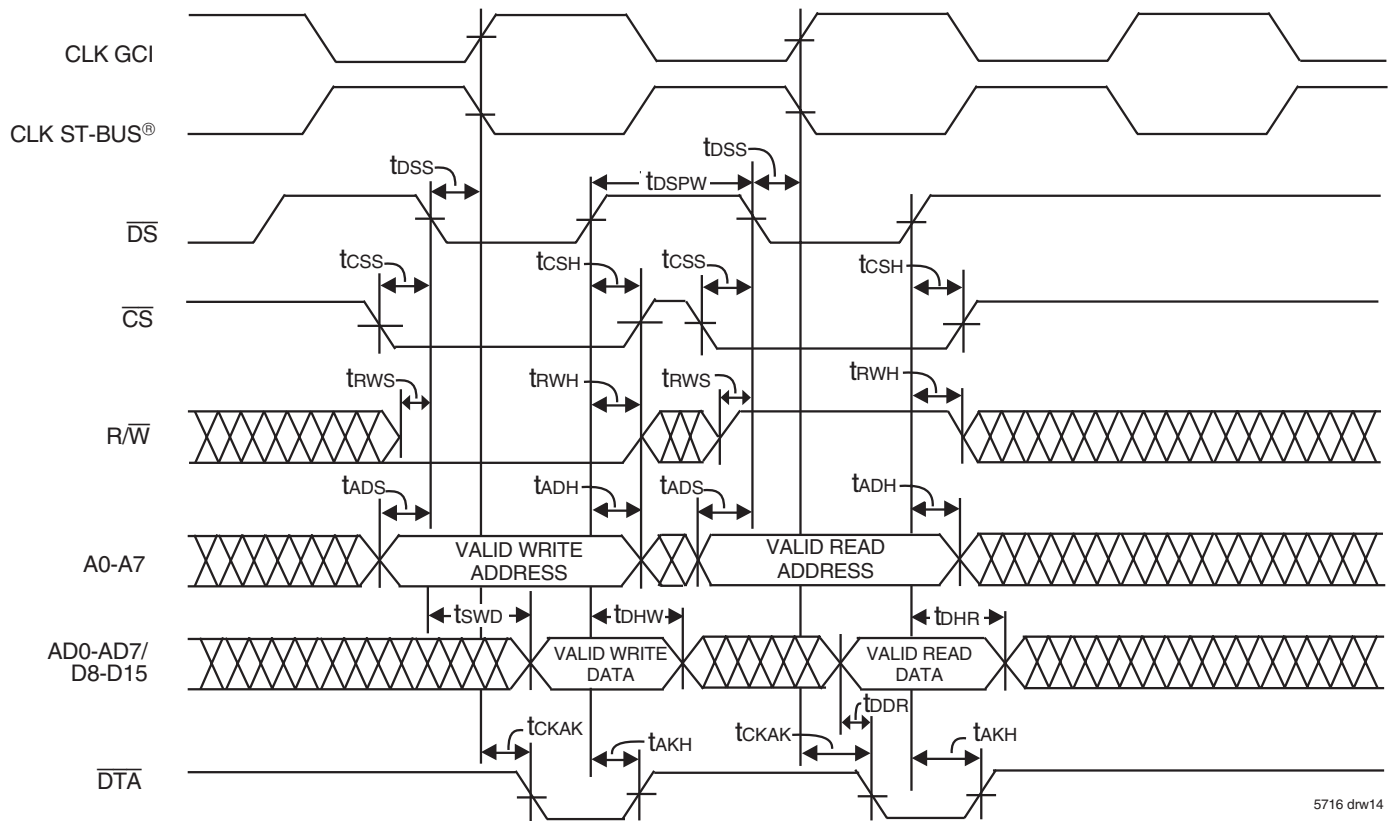 CLK GCI
CLK ST-BUS®
tDSS
tDSS
tDSPW
DS
tCSS
tCSH
tCSS
tCSH
CS
tRWS
tRWH
tRWS
tRWH
R/W
tADS
tADH
tADS
tADH
A0-A7
VALID WRITE
ADDRESS
VALID READ
ADDRESS
tSWD
tDHW
tDHR
AD0-AD7/
D8-D15
VALID WRITE
DATA
VALID READ
DATA
tDDR
tCKAK
tAKH
tCKAK
tAKH
DTA
5716 drw14